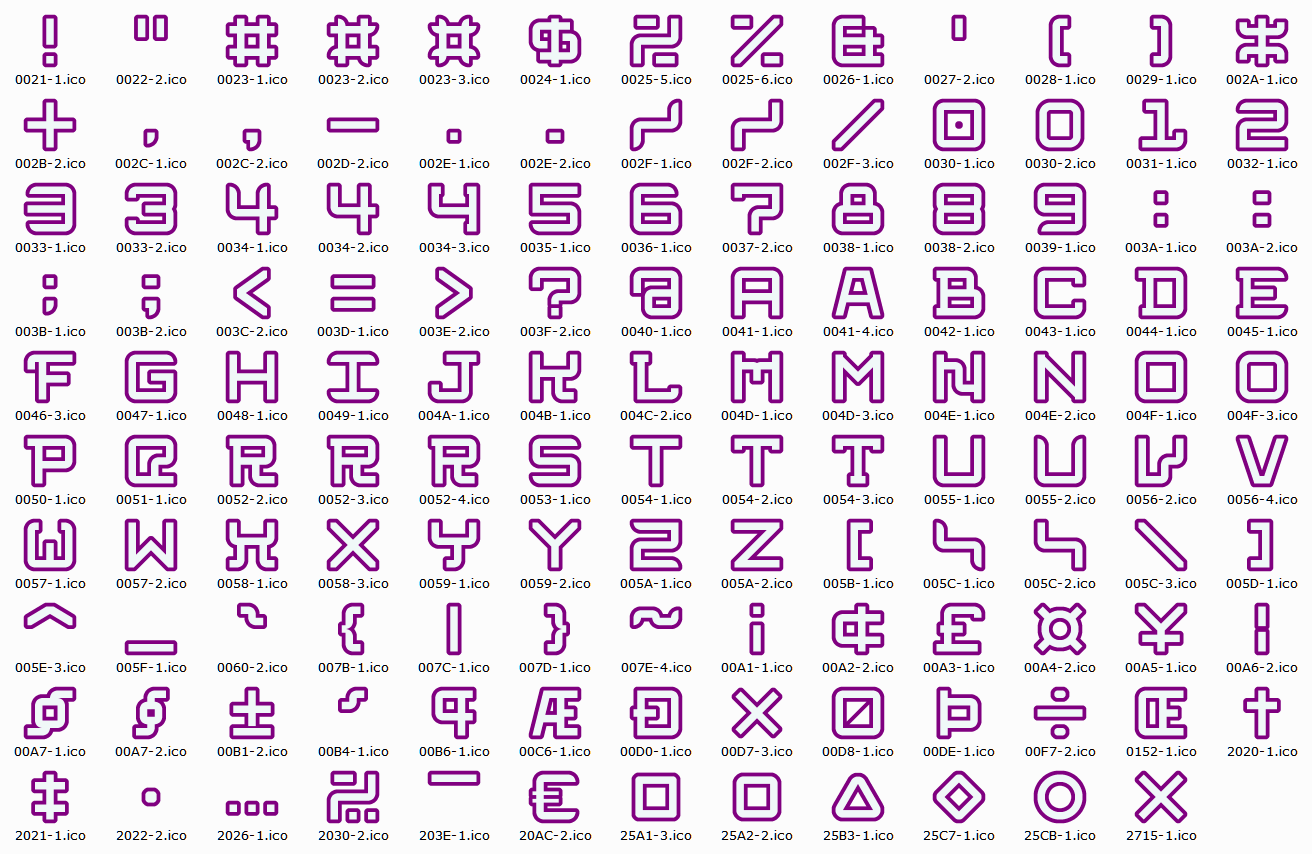 ! " # # # $ % % & ' ( ) *
0021-1.ico 0022-2.ico 0023-1.ico 0023-2.ico 0023-3.ico 0024-1.ico 0025-5.ico 0025-6.ico 0026-1.ico 0027-2.ico 0028-1.ico 0029-1.ico 002A-1.ico
+ , , - . . / / / 0 0 1 2
002B-2.ico 002C-1.ico 002C-2.ico 002D-2.ico 002E-1.ico 002E-2.ico 002F-1.ico 002F-2.ico 002F-3.ico 0030-1.ico 0030-2.ico 0031-1.ico 0032-1.ico
3 3 4 4 4 5 6 7 8 8 9 : :
0033-1.ico 0033-2.ico 0034-1.ico 0034-2.ico 0034-3.ico 0035-1.ico 0036-1.ico 0037-2.ico 0038-1.ico 0038-2.ico 0039-1.ico 003A-1.ico 003A-2.ico
; ; < = > ? @ A A B C D E
003B-1.ico 003B-2.ico 003C-2.ico 003D-1.ico 003E-2.ico 003F-2.ico 0040-1.ico 0041-1.ico 0041-4.ico 0042-1.ico 0043-1.ico 0044-1.ico 0045-1.ico
F G H I J K L M M N N O O
0046-3.ico 0047-1.ico 0048-1.ico 0049-1.ico 004A-1.ico 004B-1.ico 004C-2.ico 004D-1.ico 004D-3.ico 004E-1.ico 004E-2.ico 004F-1.ico 004F-3.ico
P Q R R R S T T T U U V V
0050-1.ico 0051-1.ico 0052-2.ico 0052-3.ico 0052-4.ico 0053-1.ico 0054-1.ico 0054-2.ico 0054-3.ico 0055-1.ico 0055-2.ico 0056-2.ico 0056-4.ico
W W X X Y Y Z Z [ \ \ \ ]
0057-1.ico 0057-2.ico 0058-1.ico 0058-3.ico 0059-1.ico 0059-2.ico 005A-1.ico 005A-2.ico 005B-1.ico 005C-1.ico 005C-2.ico 005C-3.ico 005D-1.ico
^ _ ` { | } ~ ¡ ¢ £ ¤ ¥ ¦
005E-3.ico 005F-1.ico 0060-2.ico 007B-1.ico 007C-1.ico 007D-1.ico 007E-4.ico 00A1-1.ico 00A2-2.ico 00A3-1.ico 00A4-2.ico 00A5-1.ico 00A6-2.ico
§ § ± ´ ¶ Æ Ð × Ø Þ ÷ Œ †
00A7-1.ico 00A7-2.ico 00B1-2.ico 00B4-1.ico 00B6-1.ico 00C6-1.ico 00D0-1.ico 00D7-3.ico 00D8-1.ico 00DE-1.ico 00F7-2.ico 0152-1.ico 2020-1.ico
‡ • … ‰ ‾ € □ ▢ △ ◇ ○ ✕
2021-1.ico 2022-2.ico 2026-1.ico 2030-2.ico 203E-1.ico 20AC-2.ico 25A1-3.ico 25A2-2.ico 25B3-1.ico 25C7-1.ico 25CB-1.ico 2715-1.ico